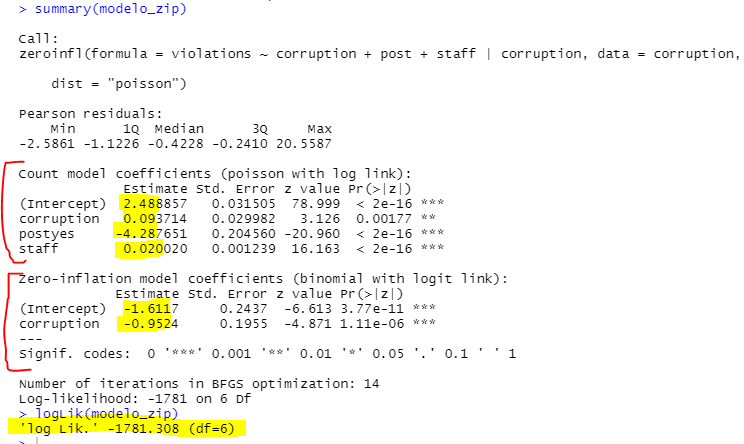 > summary(modelo_zip)
Call:
zeroinfl(formula = violations ~ corruption + post + staff | corruption, data = corruption,
dist = "poisson")
Pearson residuals:
Min 1Q Median 3Q Max
-2.5861 -1.1226 -0.4228 -0.2410 20.5587
Count model coefficients (poisson with log link):
Estimate Std. Error z value Pr(>|z|)
(Intercept) 2.488857 0.031505 78.999 < 2e-16 ***
corruption 0.093714 0.029982 3.126 0.00177 **
postyes -4.287651 0.204560 -20.960 < 2e-16 ***
staff 0.020020 0.001239 16.163 < 2e-16 ***
Zero-inflation model coefficients (binomial with logit link):
Estimate Std. Error z value Pr(>|z|)
(Intercept) -1.6117 0.2437 -6.613 3.77e-11 ***
corruption -0.9524 0.1955 -4.871 1.11e-06 ***
---
Signif. codes: 0 '***' 0.001 '**' 0.01 '*' 0.05 '.' 0.1 ' ' 1
Number of iterations in BFGS optimization: 14
Log-likelihood: -1781 on 6 Df
> logLik(modelo_zip)
'log Lik.' -1781.308 (df=6)
>